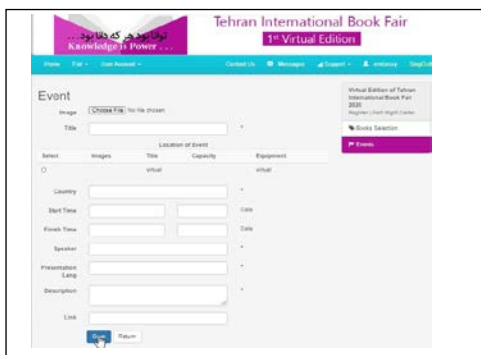 توانا بود هر که دانا بود...
Knowledge is Power ...
Tehran International Book Fair
1st Virtual Edition
Home Fair User Account Contact Us Messages Support embassy
Event
Image Choose File No file chosen
Title *
Location of Event
Select Images Title Capacity Equipment
virtual virtual
Country *
Start Time Date
Finish Time Date
Speaker *
Presentation Lang *
Description *
Link
Return
Virtual Edition of Tehran
International Book Fair
2020
Books Selection
Events